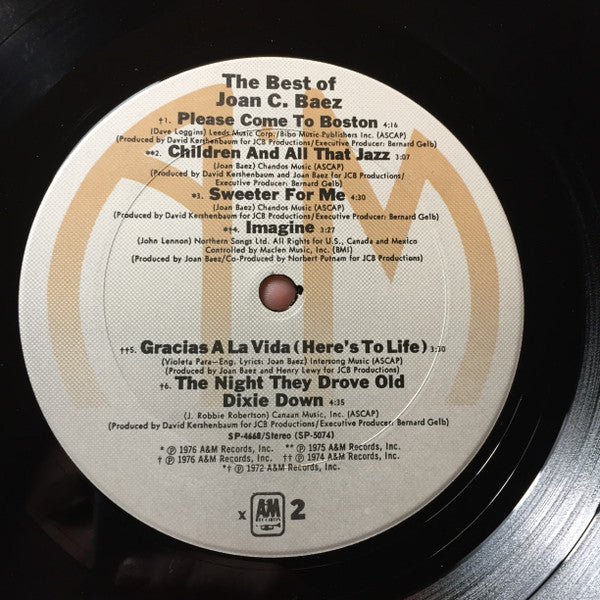 The Best of
Joan C. Baez
†1. Please Come To Boston 4:16
(Dave Loggins) Leeds Music Corp./Bibo Music Publishers Inc. (ASCAP)
(Produced by David Kershenbaum for JCB Productions/Executive Producer: Bernard Gelb)
**2. Children And All That Jazz 3:07
(Joan Baez) Chandos Music (ASCAP)
(Produced by David Kershenbaum and Joan Baez for JCB Productions/
Executive Producer: Bernard Gelb)
*3. Sweeter For Me 4:30
(Joan Baez) Chandos Music (ASCAP)
(Produced by David Kershenbaum for JCB Productions/Executive Producer: Bernard Gelb)
*†4. Imagine 3:27
(John Lennon) Northern Songs Ltd. All Rights for U.S., Canada and Mexico
Controlled by Maclen Music, Inc. (BMI)
(Produced by Joan Baez/Co-Produced by Norbert Putnam for JCB Productions)
††5. Gracias A La Vida (Here's To Life) 3:30
(Violeta Para—Eng. Lyrics: Joan Baez) Intersong Music (ASCAP)
(Produced by Joan Baez and Henry Lewy for JCB Productions)
†6. The Night They Drove Old
Dixie Down 4:35
(J. Robbie Robertson) Canaan Music, Inc. (ASCAP)
(Produced by David Kershenbaum for JCB Productions/Executive Producer: Bernard Gelb)
SP-4668/Stereo (SP-5074)
* ℗ 1976 A&M Records, Inc. ** ℗ 1975 A&M Records, Inc.
† ℗ 1976 A&M Records, Inc. †† ℗ 1974 A&M Records, Inc.
*† ℗ 1972 A&M Records, Inc.
x A&M RECORDS 2